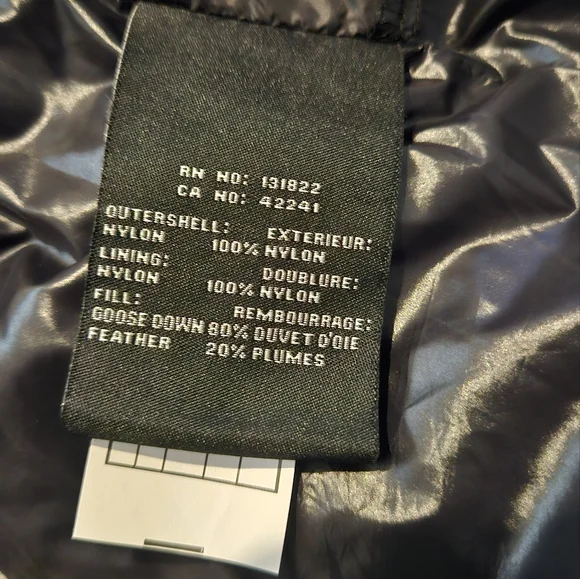 RN NO: 131822
CA NO: 42241
OUTERSHELL: EXTERIEUR:
NYLON 100% NYLON
LINING: DOUBLURE:
NYLON 100% NYLON
FILL: REMBOURRAGE:
GOOSE DOWN 80% DUVET D'OIE
FEATHER 20% PLUMES